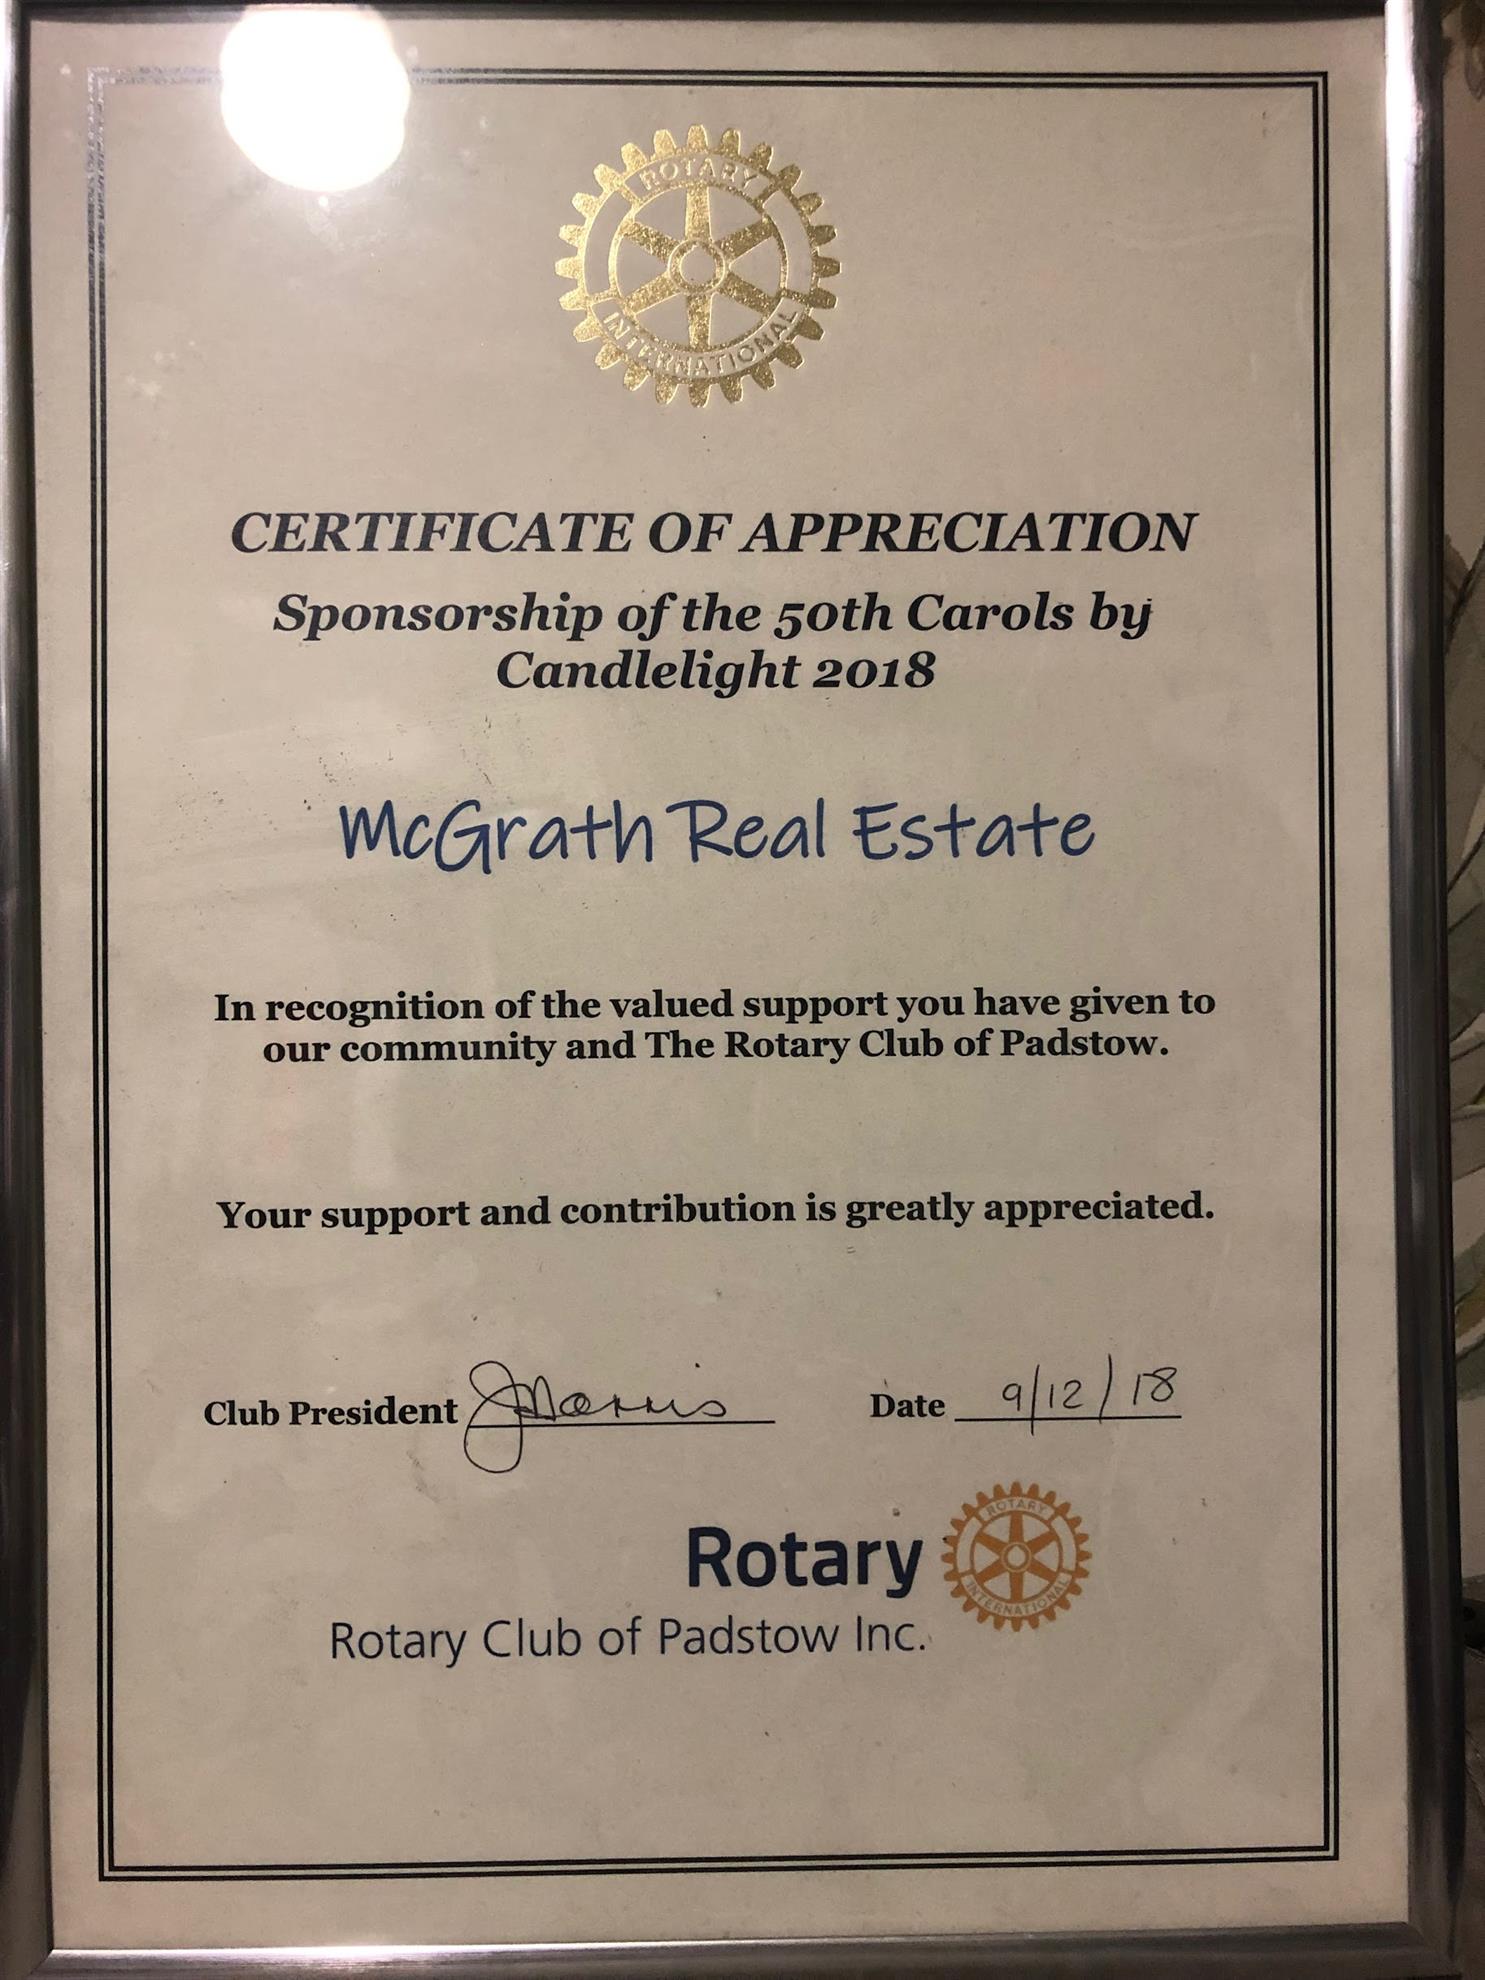 ROTARY
INTERNATIONAL
CERTIFICATE OF APPRECIATION
Sponsorship of the 50th Carols by
Candlelight 2018
McGrath Real Estate
In recognition of the valued support you have given to
our community and The Rotary Club of Padstow.
Your support and contribution is greatly appreciated.
Club President JMorris Date 9/12/18
Rotary
ROTARY
INTERNATIONAL
Rotary Club of Padstow Inc.